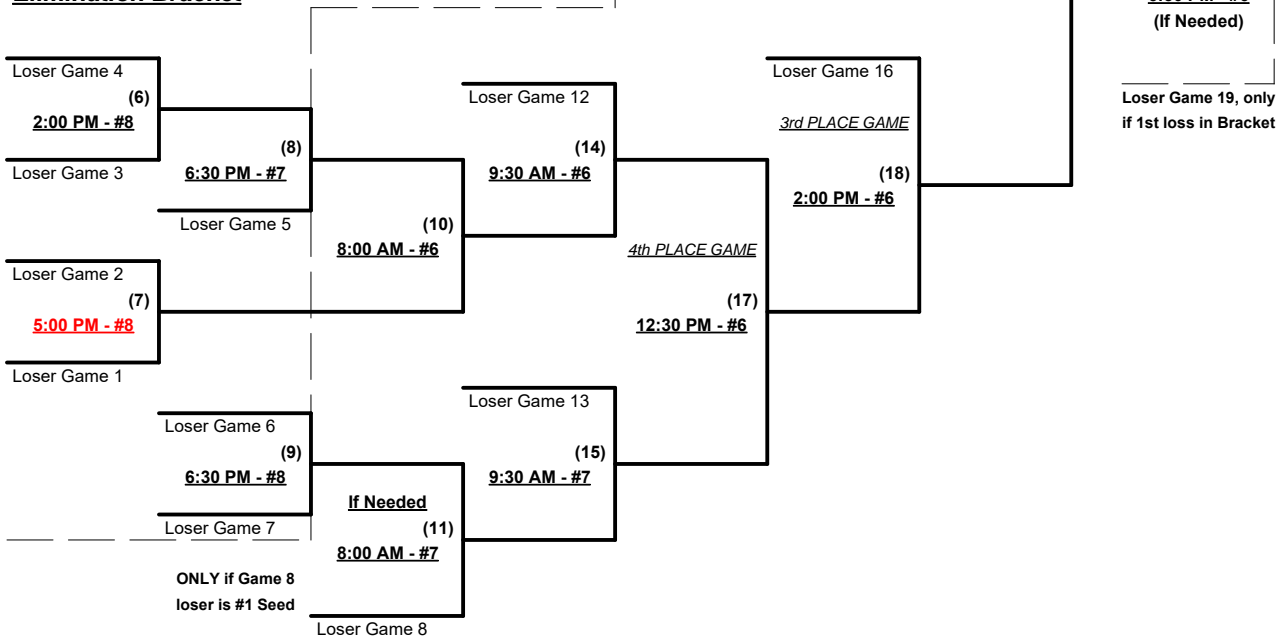 Elimination Bracket
(If Needed)
Loser Game 4
(6)
2:00 PM - #8
Loser Game 3
(8)
6:30 PM - #7
Loser Game 5
Loser Game 2
(7)
5:00 PM - #8
Loser Game 1
(10)
8:00 AM - #6
Loser Game 12
(14)
9:30 AM - #6
Loser Game 16
3rd PLACE GAME
(18)
2:00 PM - #6
Loser Game 19, only
if 1st loss in Bracket
4th PLACE GAME
(17)
12:30 PM - #6
Loser Game 6
(9)
6:30 PM - #8
Loser Game 7
Loser Game 13
(15)
9:30 AM - #7
If Needed
(11)
8:00 AM - #7
ONLY if Game 8
loser is #1 Seed
Loser Game 8